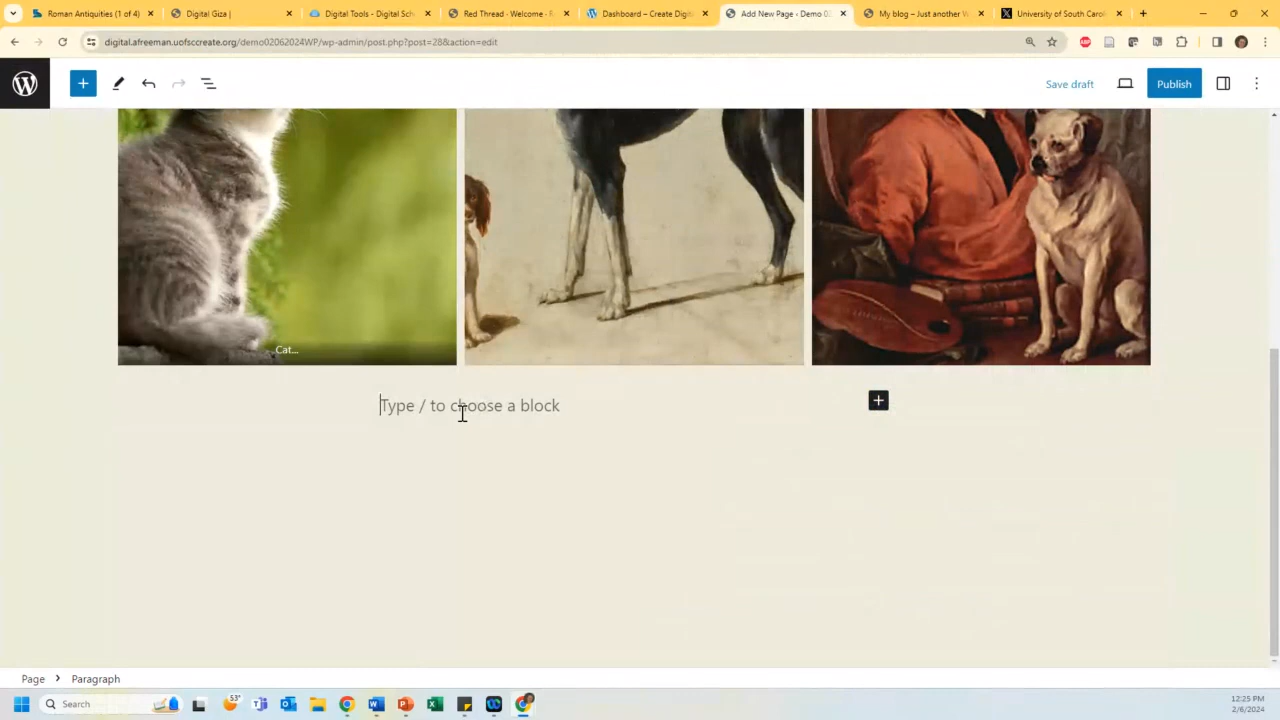 Roman Antiquities (1 of 4)
Digital Giza |
Digital Tools - Digital Sch
Red Thread - Welcome - R
Dashboard – Create Digit
Add New Page - Demo 02
My blog – Just another W
University of South Caroli
digital.afreeman.uofsccreate.org/demo02062024WP/wp-admin/post.php?post=28&action=edit
Save draft
Publish
Cat...
Type / to choose a block
Page > Paragraph
Search
53°
12:25 PM
2/6/2024